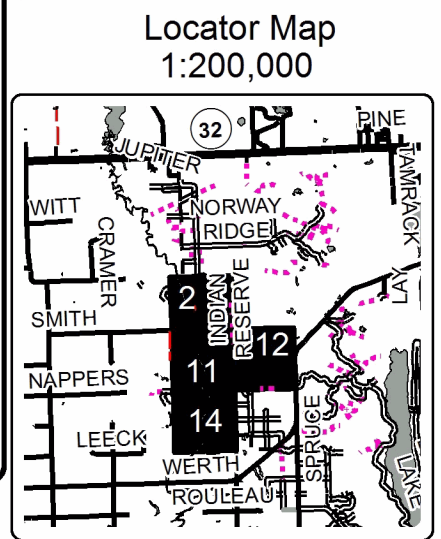 Locator Map
1:200,000
PINE
32
JUPITER
TAMRACK
WITT
NORWAY
RIDGE
CRAMER
LAY
2
INDIAN
RESERVE
SMITH
12
11
NAPPERS
14
SPRUCE
LEECK
WERTH
LAKE
ROULEAU